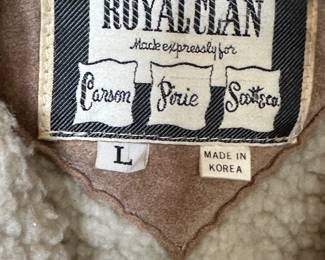 ROYAL CLAN
Made expressly for
Carson Pirie Scott & co.
L
MADE IN
KOREA